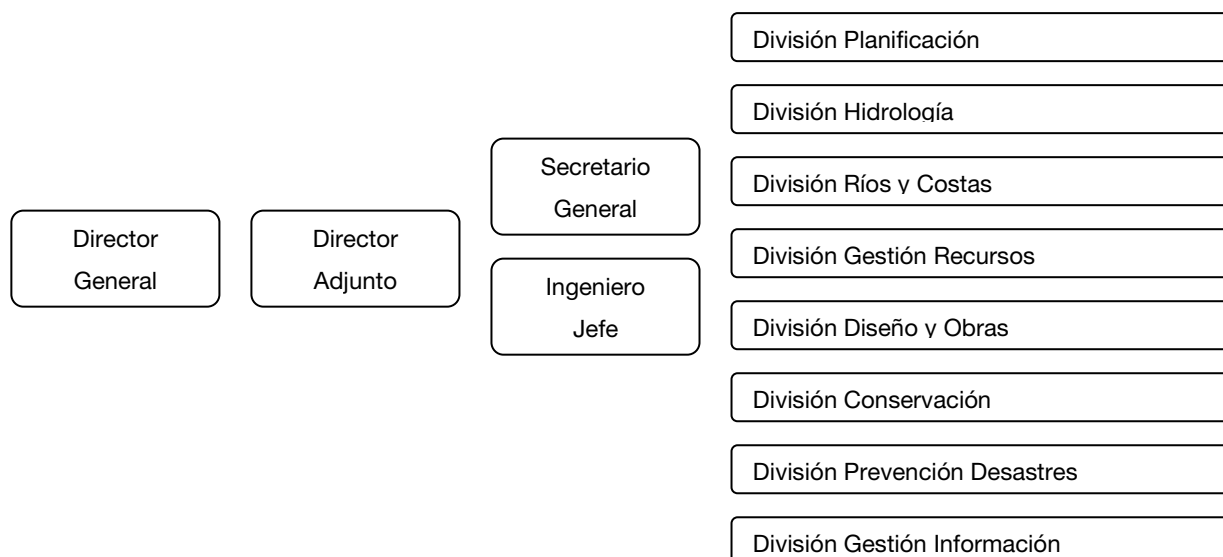 Director
General
Director
Adjunto
Secretario
General
Ingeniero
Jefe
División Planificación
División Hidrología
División Ríos y Costas
División Gestión Recursos
División Diseño y Obras
División Conservación
División Prevención Desastres
División Gestión Información